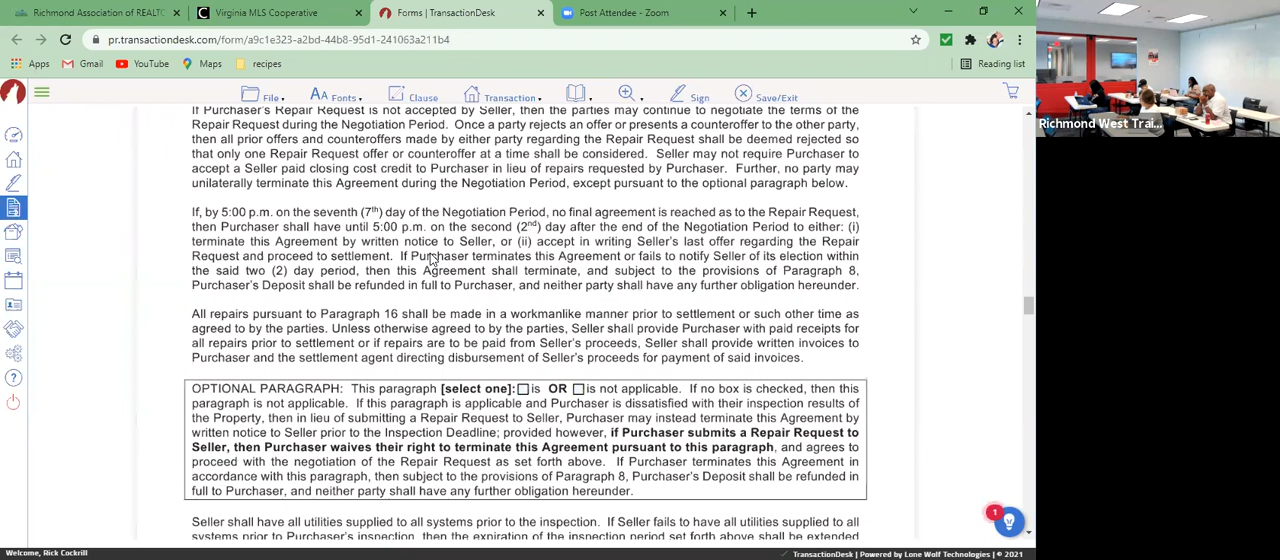 Richmond Association of REALTO
Virginia MLS Cooperative
Forms | TransactionDesk
Post Attendee - Zoom
pr.transactiondesk.com/form/a9c1e323-a2bd-44b8-95d1-241063a211b4
Apps
Gmail
YouTube
Maps
recipes
Reading list
File
Fonts
Clause
Transaction
Sign
Save/Exit
Richmond West Trai...
If Purchaser's Repair Request is not accepted by Seller, then the parties may continue to negotiate the terms of the
Repair Request during the Negotiation Period. Once a party rejects an offer or presents a counteroffer to the other party,
then all prior offers and counteroffers made by either party regarding the Repair Request shall be deemed rejected so
that only one Repair Request offer or counteroffer at a time shall be considered. Seller may not require Purchaser to
accept a Seller paid closing cost credit to Purchaser in lieu of repairs requested by Purchaser. Further, no party may
unilaterally terminate this Agreement during the Negotiation Period, except pursuant to the optional paragraph below.
If, by 5:00 p.m. on the seventh (7th) day of the Negotiation Period, no final agreement is reached as to the Repair Request,
then Purchaser shall have until 5:00 p.m. on the second (2nd) day after the end of the Negotiation Period to either: (i)
terminate this Agreement by written notice to Seller, or (ii) accept in writing Seller's last offer regarding the Repair
Request and proceed to settlement. If Purchaser terminates this Agreement or fails to notify Seller of its election within
the said two (2) day period, then this Agreement shall terminate, and subject to the provisions of Paragraph 8,
Purchaser's Deposit shall be refunded in full to Purchaser, and neither party shall have any further obligation hereunder.
All repairs pursuant to Paragraph 16 shall be made in a workmanlike manner prior to settlement or such other time as
agreed to by the parties. Unless otherwise agreed to by the parties, Seller shall provide Purchaser with paid receipts for
all repairs prior to settlement or if repairs are to be paid from Seller's proceeds, Seller shall provide written invoices to
Purchaser and the settlement agent directing disbursement of Seller's proceeds for payment of said invoices.
OPTIONAL PARAGRAPH: This paragraph [select one]: is OR is not applicable. If no box is checked, then this
paragraph is not applicable. If this paragraph is applicable and Purchaser is dissatisfied with their inspection results of
the Property, then in lieu of submitting a Repair Request to Seller, Purchaser may instead terminate this Agreement by
written notice to Seller prior to the Inspection Deadline; provided however, if Purchaser submits a Repair Request to
Seller, then Purchaser waives their right to terminate this Agreement pursuant to this paragraph, and agrees to
proceed with the negotiation of the Repair Request as set forth above. If Purchaser terminates this Agreement in
accordance with this paragraph, then subject to the provisions of Paragraph 8, Purchaser's Deposit shall be refunded in
full to Purchaser, and neither party shall have any further obligation hereunder.
Seller shall have all utilities supplied to all systems prior to the inspection. If Seller fails to have all utilities supplied to all
systems prior to Purchaser's inspection, then the expiration of the inspection period set forth above shall be extended
1
Welcome, Rick Cockrill
TransactionDesk | Powered by Lone Wolf Technologies | © 2021